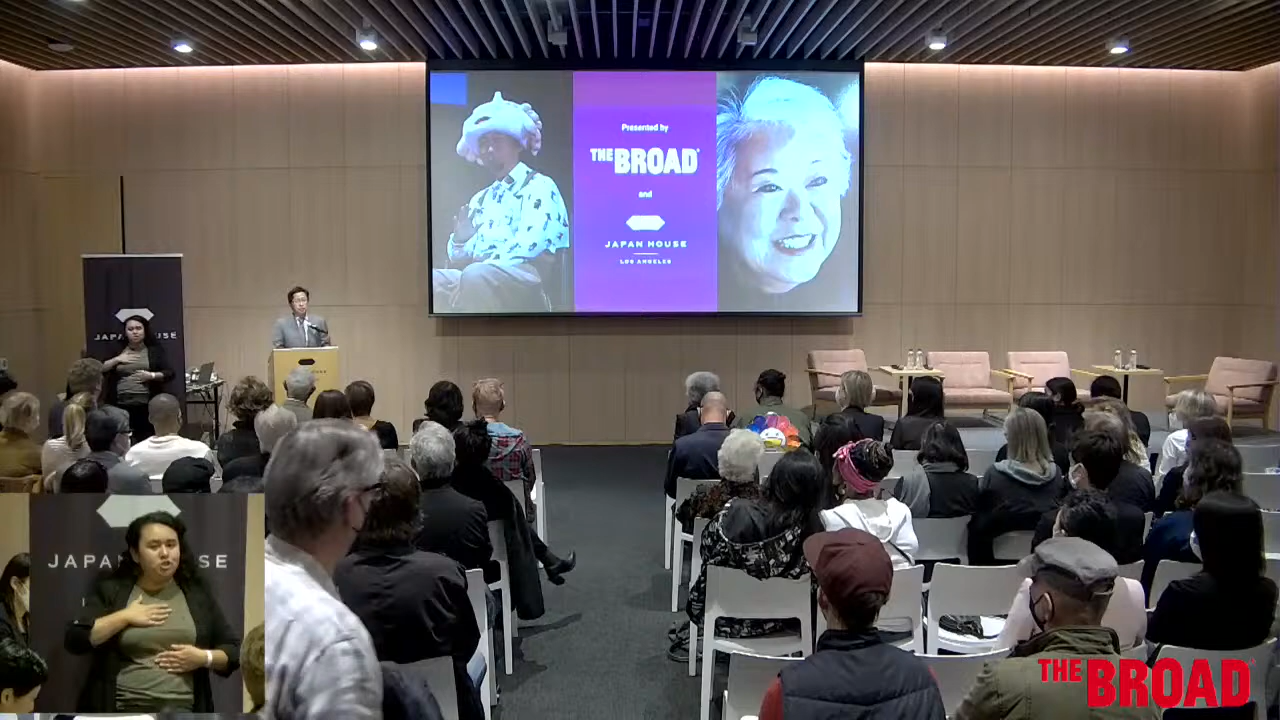 Presented by
THE BROAD
and
JAPAN HOUSE
LOS ANGELES
JAPAN HOUSE
JAPAN HOUSE
THE BROAD